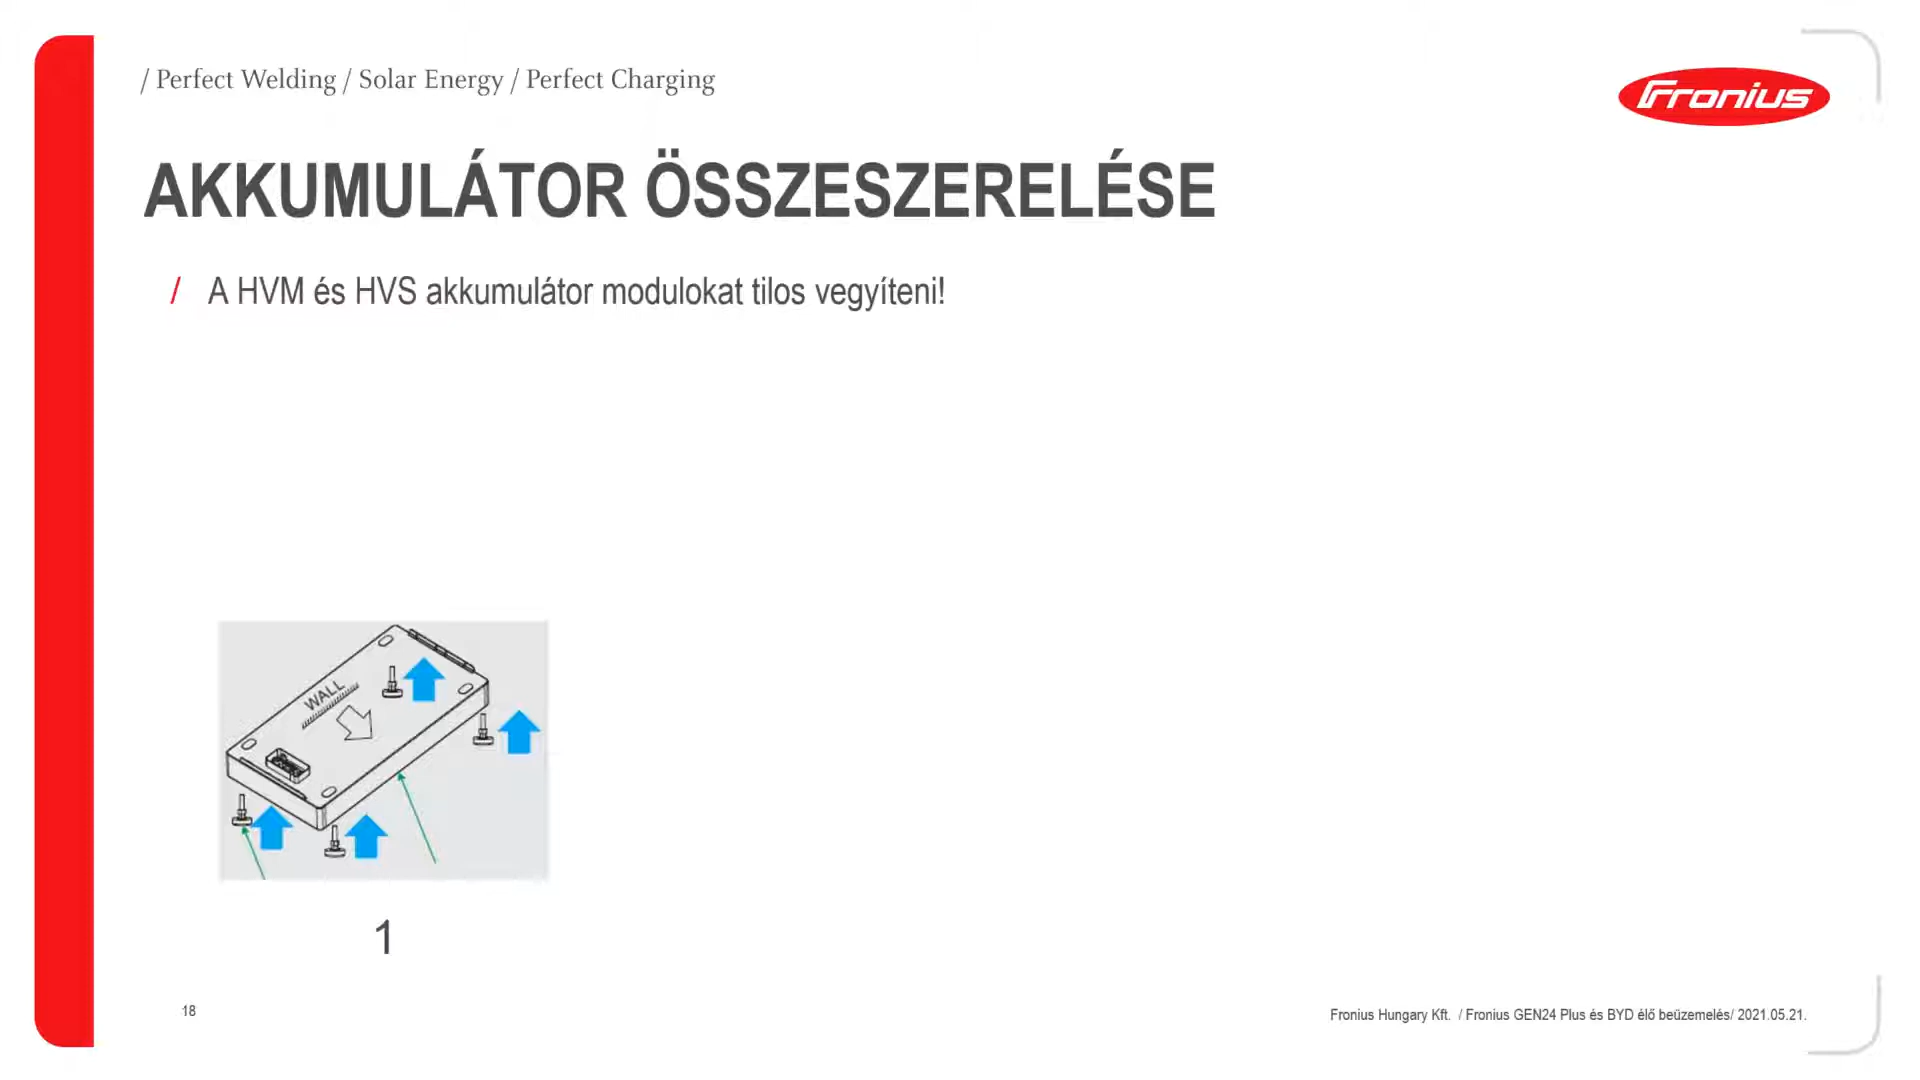 / Perfect Welding / Solar Energy / Perfect Charging
Fronius
AKKUMULÁTOR ÖSSZESZERELÉSE
/ A HVM és HVS akkumulátor modulokat tilos vegyíteni!
WALL
1
18
Fronius Hungary Kft. / Fronius GEN24 Plus és BYD élő beüzemelés/ 2021.05.21.